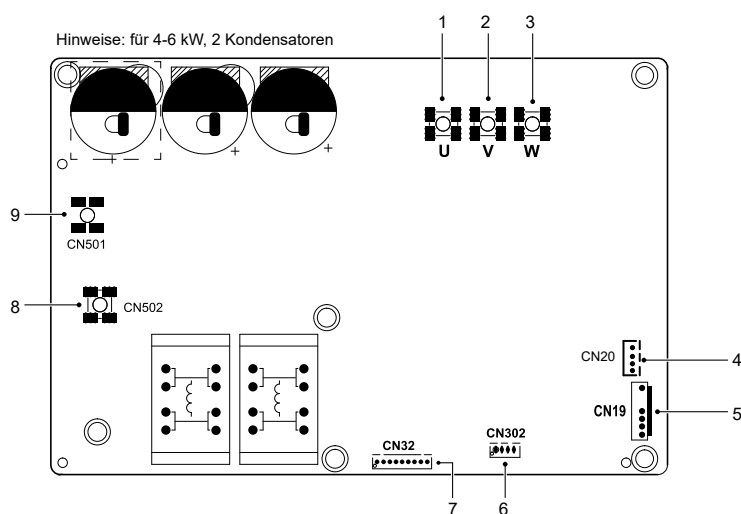 1 2 3
Hinweise: für 4-6 kW, 2 Kondensatoren
+ + +
U V W
9
CN501
8 CN502
CN20 4
CN19 5
CN32 CN302
7 6